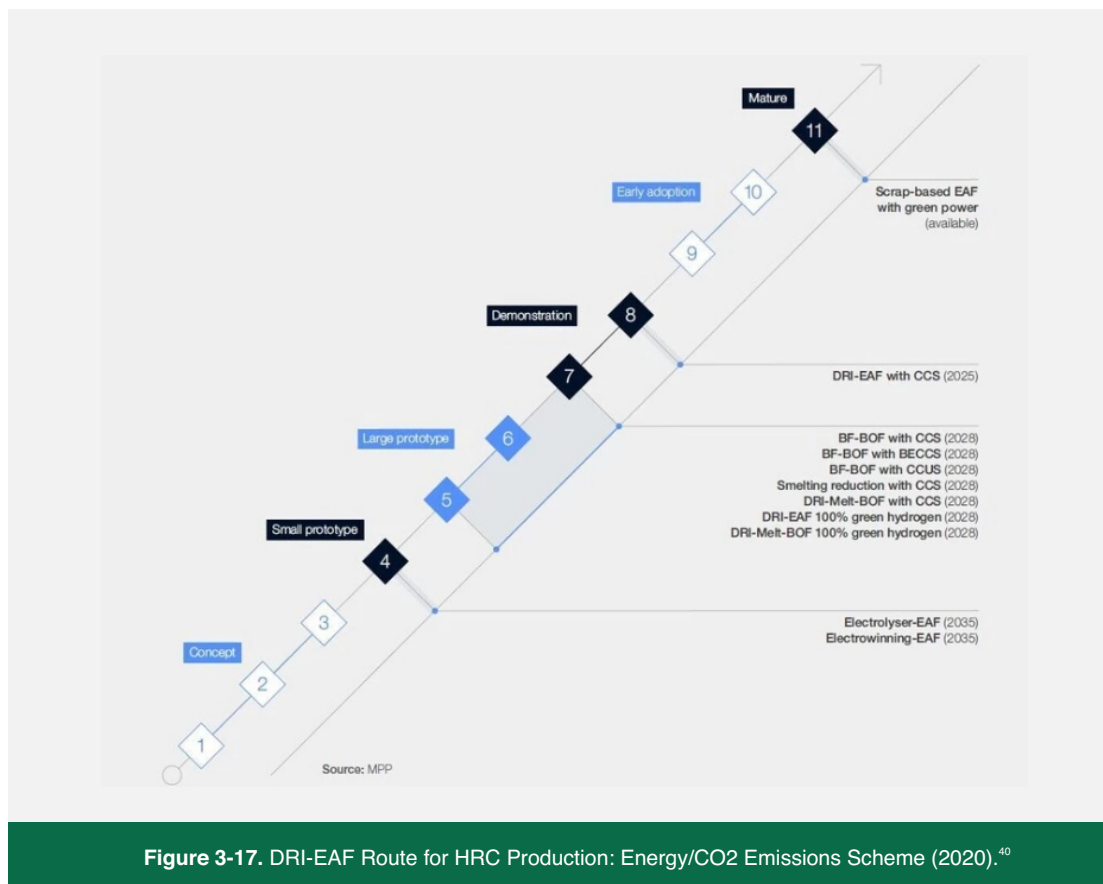 Mature
11
Early adoption
10
Scrap-based EAF
with green power
(available)
9
Demonstration
8
DRI-EAF with CCS (2025)
7
Large prototype
6
BF-BOF with CCS (2028)
BF-BOF with BECCS (2028)
BF-BOF with CCUS (2028)
Smelting reduction with CCS (2028)
DRI-Melt-BOF with CCS (2028)
DRI-EAF 100% green hydrogen (2028)
DRI-Melt-BOF 100% green hydrogen (2028)
5
Small prototype
4
Electrolyser-EAF (2035)
Electrowinning-EAF (2035)
3
Concept
2
1
Source: MPP
Figure 3-17. DRI-EAF Route for HRC Production: Energy/CO2 Emissions Scheme (2020).40